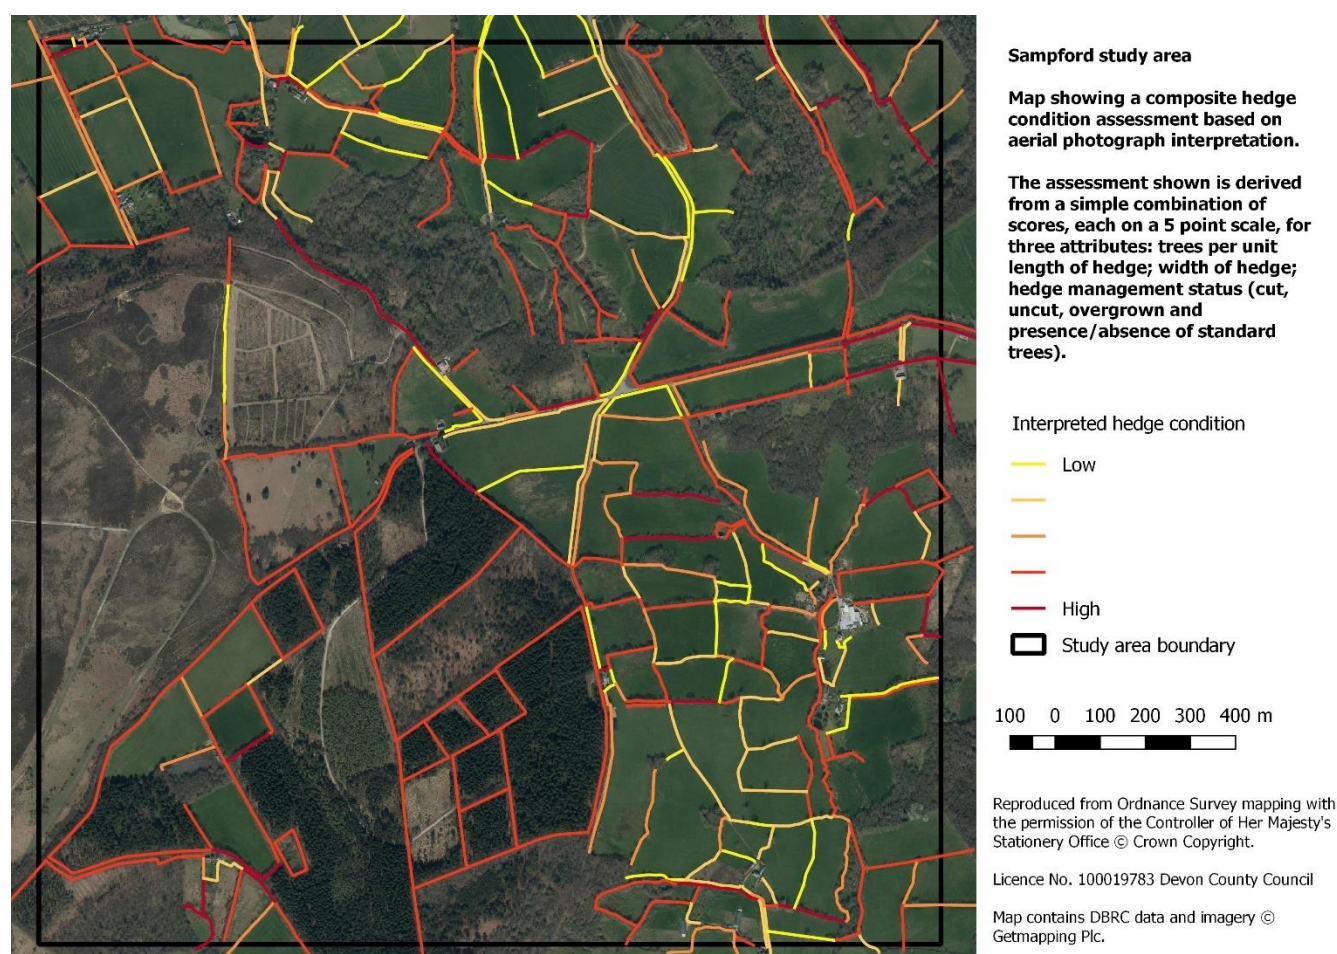 Sampford study area
Map showing a composite hedge
condition assessment based on
aerial photograph interpretation.
The assessment shown is derived
from a simple combination of
scores, each on a 5 point scale, for
three attributes: trees per unit
length of hedge; width of hedge;
hedge management status (cut,
uncut, overgrown and
presence/absence of standard
trees).
Interpreted hedge condition
Low
High
Study area boundary
100 0 100 200 300 400 m
Reproduced from Ordnance Survey mapping with
the permission of the Controller of Her Majesty's
Stationery Office © Crown Copyright.
Licence No. 100019783 Devon County Council
Map contains DBRC data and imagery ©
Getmapping Plc.